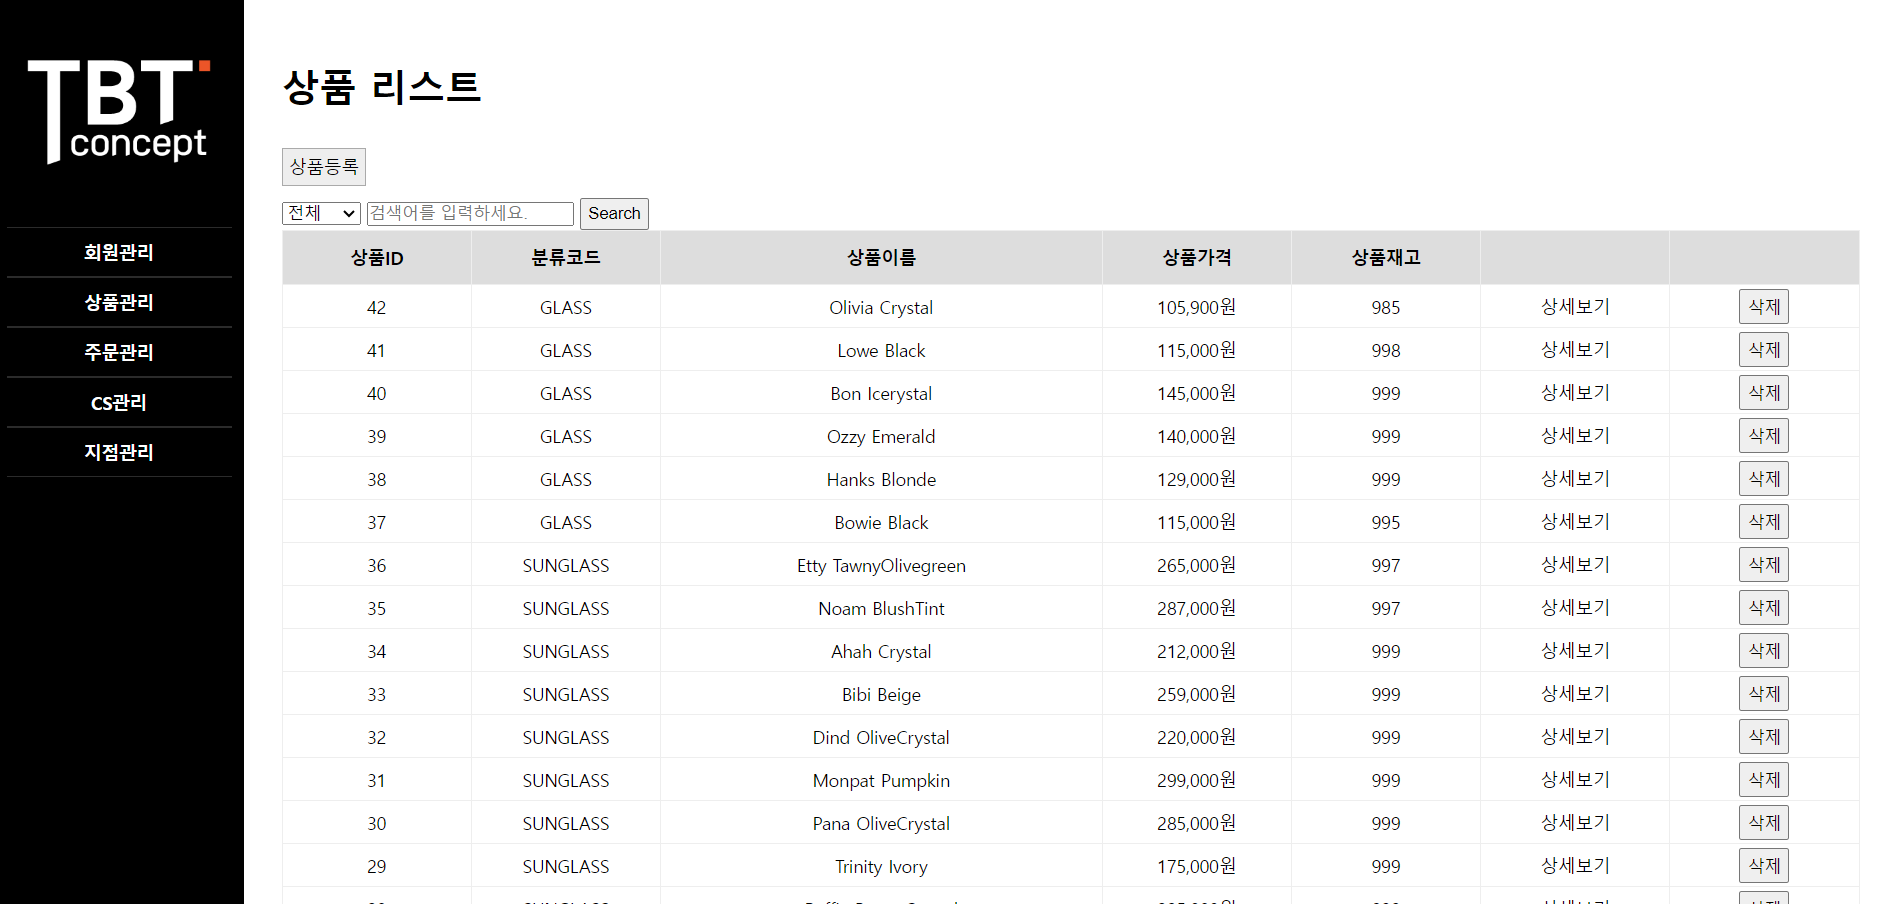 TBT
concept
회원관리
상품관리
주문관리
CS관리
지점관리
상품 리스트
상품등록
전체 검색어를 입력하세요. Search
상품ID 분류코드 상품이름 상품가격 상품재고
42 GLASS Olivia Crystal 105,900원 985 상세보기 삭제
41 GLASS Lowe Black 115,000원 998 상세보기 삭제
40 GLASS Bon Icerystal 145,000원 999 상세보기 삭제
39 GLASS Ozzy Emerald 140,000원 999 상세보기 삭제
38 GLASS Hanks Blonde 129,000원 999 상세보기 삭제
37 GLASS Bowie Black 115,000원 995 상세보기 삭제
36 SUNGLASS Etty TawnyOlivegreen 265,000원 997 상세보기 삭제
35 SUNGLASS Noam BlushTint 287,000원 997 상세보기 삭제
34 SUNGLASS Ahah Crystal 212,000원 999 상세보기 삭제
33 SUNGLASS Bibi Beige 259,000원 999 상세보기 삭제
32 SUNGLASS Dind OliveCrystal 220,000원 999 상세보기 삭제
31 SUNGLASS Monpat Pumpkin 299,000원 999 상세보기 삭제
30 SUNGLASS Pana OliveCrystal 285,000원 999 상세보기 삭제
29 SUNGLASS Trinity Ivory 175,000원 999 상세보기 삭제